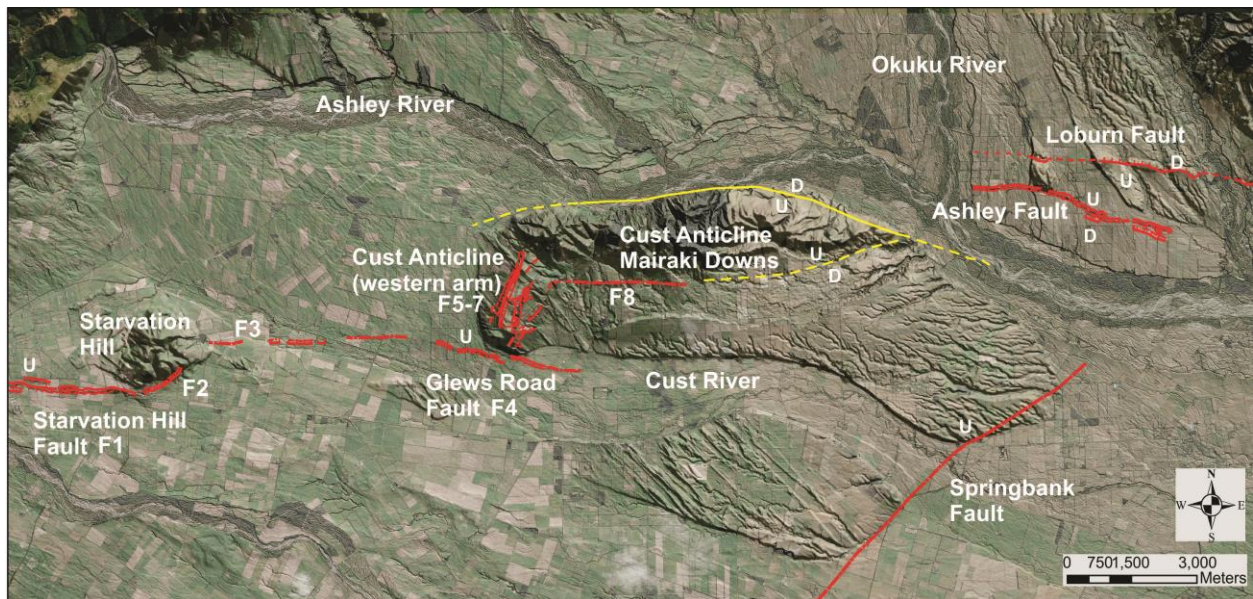 Okuku River
Ashley River
Loburn Fault
D
U
U
Ashley Fault
D
D
U
Cust Anticline
Mairaki Downs
U
D
Cust Anticline
(western arm)
F5-7
F8
Starvation
Hill
F3
U
U
F2
Starvation Hill
Fault F1
Glews Road
Fault F4
Cust River
U
Springbank
Fault
N
W E
S
0 7501,500 3,000
Meters